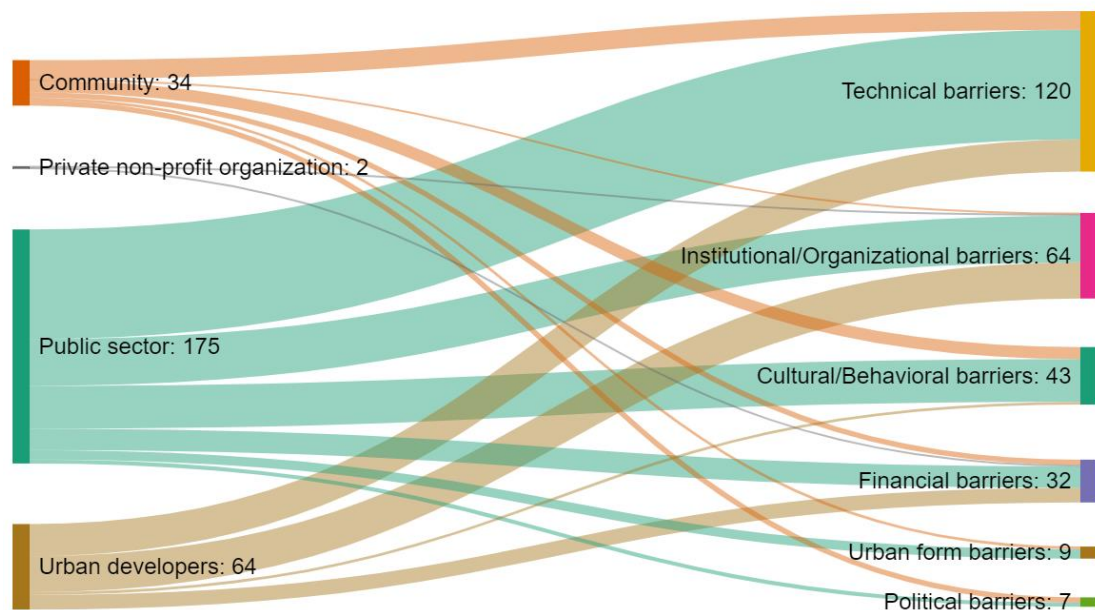 Community: 34
Private non-profit organization: 2
Public sector: 175
Urban developers: 64
Technical barriers: 120
Institutional/Organizational barriers: 64
Cultural/Behavioral barriers: 43
Financial barriers: 32
Urban form barriers: 9
Political barriers: 7